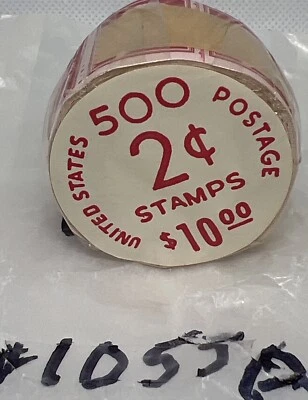 500
2¢
STAMPS
$10 00
UNITED STATES
POSTAGE
#1055A